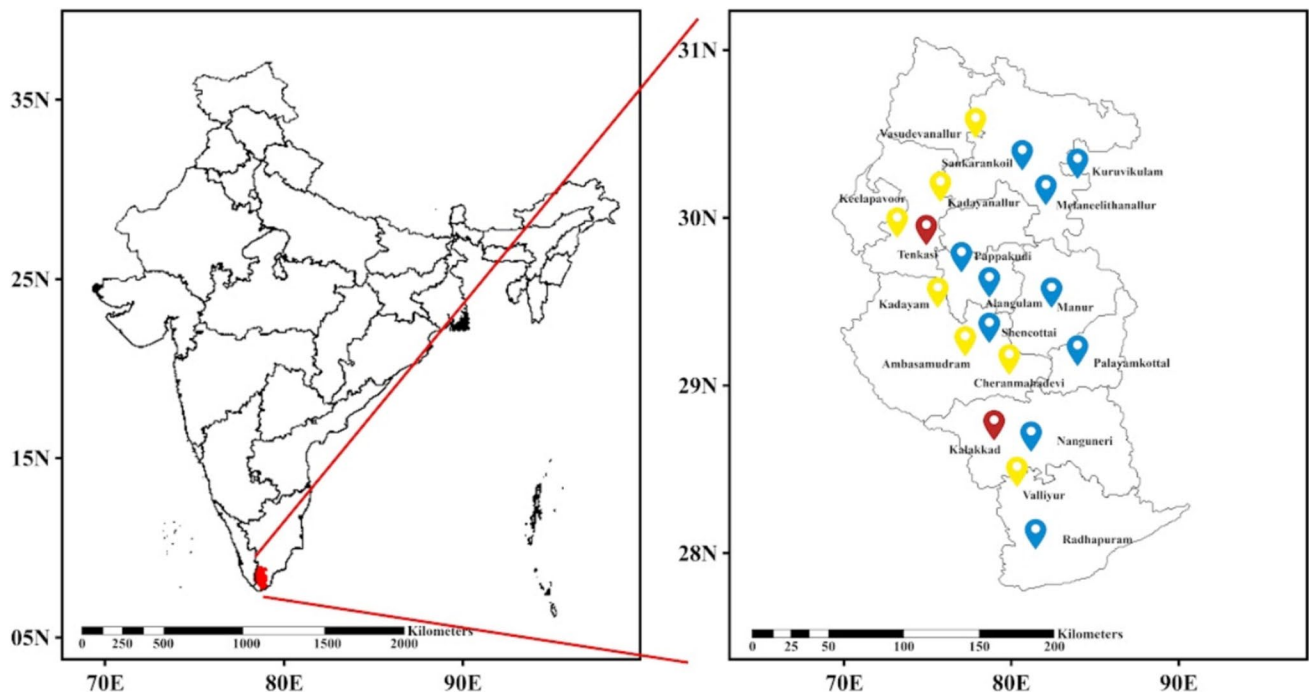 35N
25N
15N
05N
0 250 500 1000 1500 2000 Kilometers
70E 80E 90E
31N
30N
29N
28N
Vasudevanallur
Sankarankoil
Kuruvikulam
Keelapavoor
Kadayanallur
Melaneelithanallur
Tenkasi
Pappakudi
Kadayam
Alangulam
Manur
Shencottai
Ambasamudram
Palayamkottal
Cheranmahadevi
Kalakkad
Nanguneri
Valliyur
Radhapuram
0 25 50 100 150 200 Kilometers
70E 80E 90E